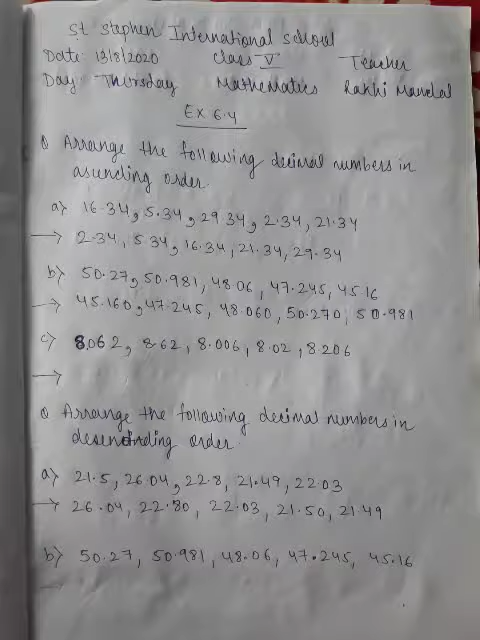 St Stephen International school
Date: 13/8/2020 Class V Teacher
Day: Thursday Mathematics Rakhi Mandal
EX 6.4
Q Arrange the following decimal numbers in
ascending order.
a) 16.34, 5.34, 29.34, 2.34, 21.34
→ 2.34, 5.34, 16.34, 21.34, 29.34
b) 50.27, 50.981, 48.06, 47.245, 45.16
→ 45.160, 47.245, 48.060, 50.270, 50.981
c) 8.062, 8.62, 8.006, 8.02, 8.206
→
Q Arrange the following decimal numbers in
descending order.
a) 21.5, 26.04, 22.8, 21.49, 22.03
→ 26.04, 22.80, 22.03, 21.50, 21.49
b) 50.27, 50.981, 48.06, 47.245, 45.16